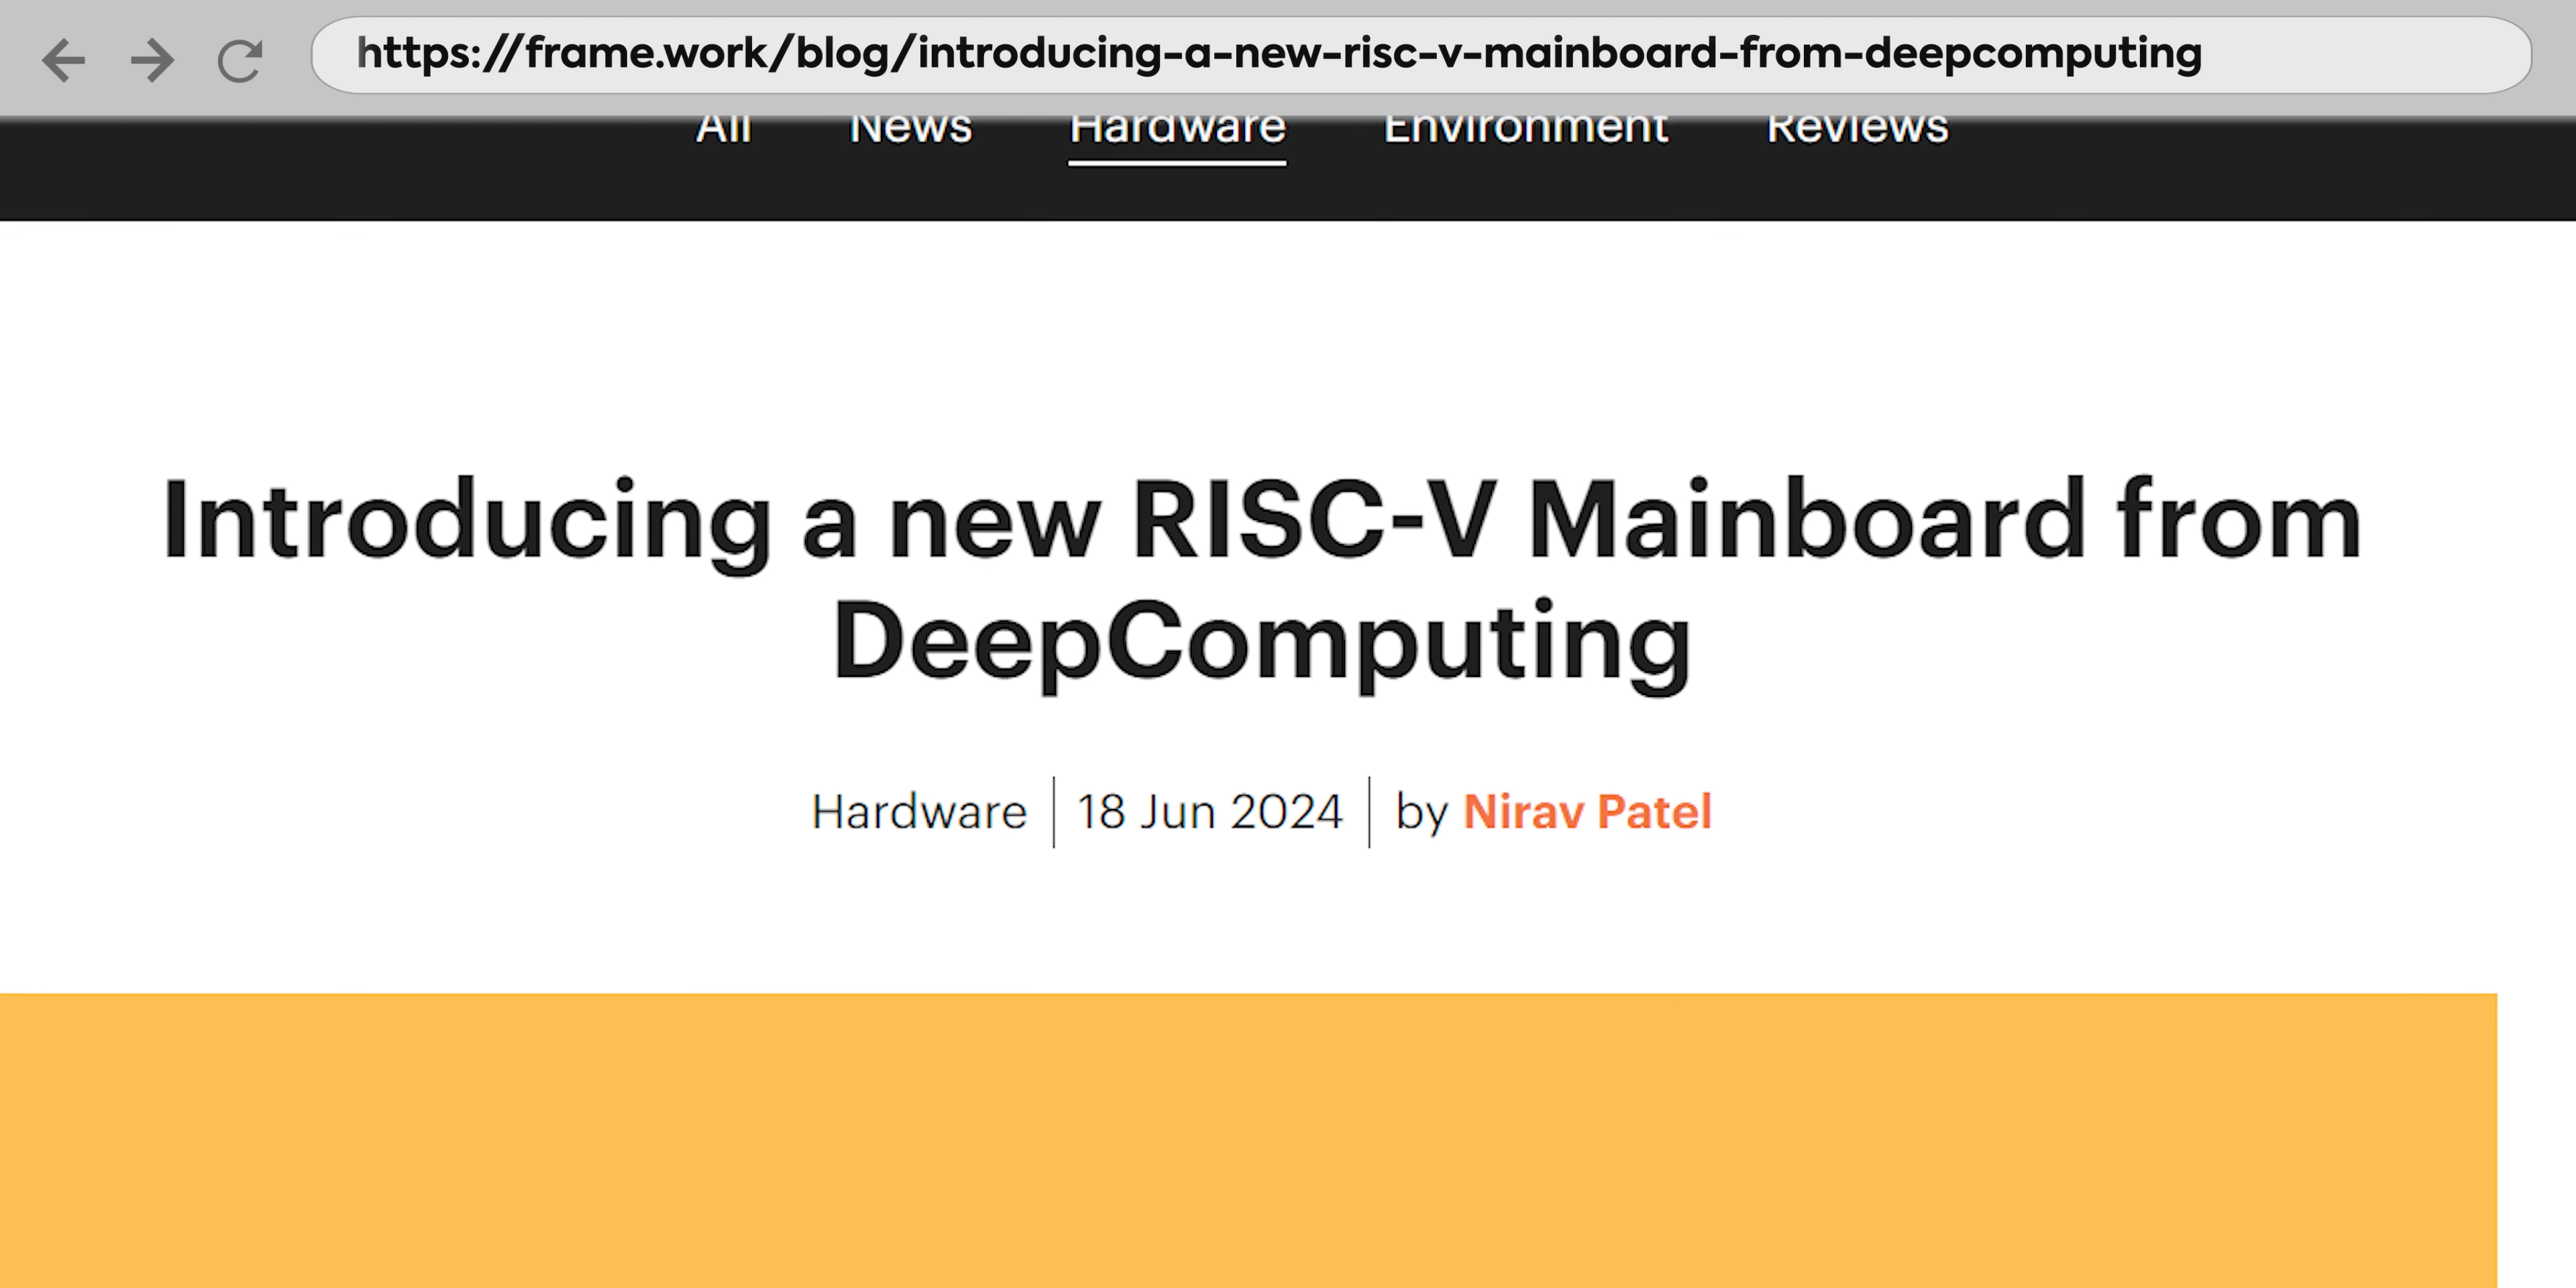 https://frame.work/blog/introducing-a-new-risc-v-mainboard-from-deepcomputing
All News Hardware Environment Reviews
Introducing a new RISC-V Mainboard from
DeepComputing
Hardware 18 Jun 2024 by Nirav Patel